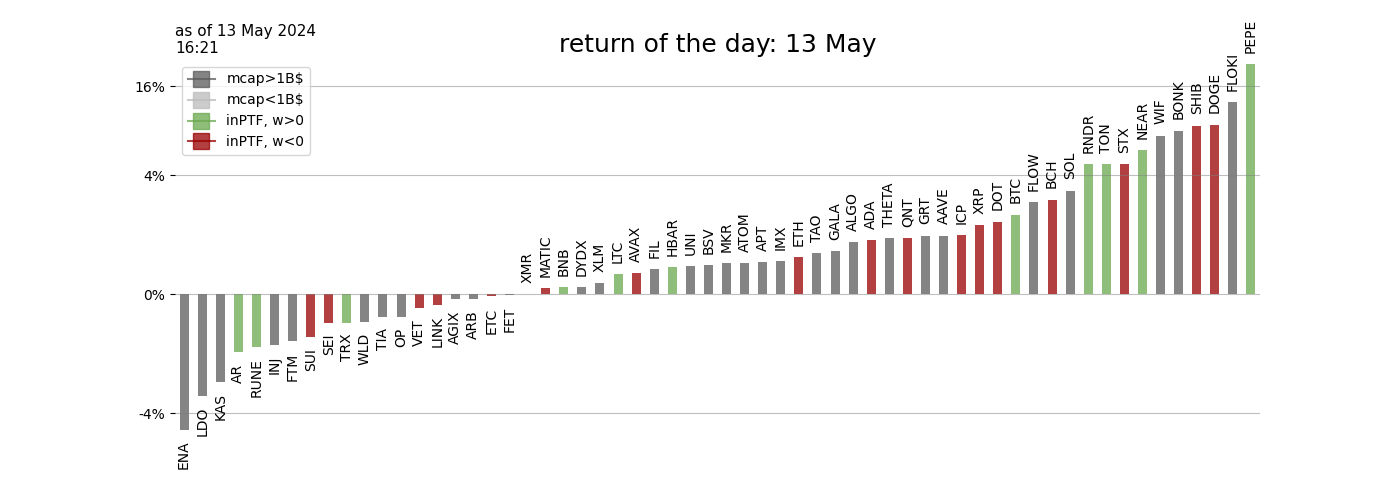 as of 13 May 2024
16:21
return of the day: 13 May
mcap>1B$
mcap<1B$
inPTF, w>0
inPTF, w<0
16%
4%
0%
-4%
ENA
LDO
KAS
AR
RUNE
INJ
FTM
SUI
SEI
TRX
WLD
TIA
OP
VET
LINK
AGIX
ARB
ETC
FET
XMR
MATIC
BNB
DYDX
XLM
LTC
AVAX
FIL
HBAR
UNI
BSV
MKR
ATOM
APT
IMX
ETH
TAO
GALA
ALGO
ADA
THETA
QNT
GRT
AAVE
ICP
XRP
DOT
BTC
FLOW
BCH
SOL
RNDR
TON
STX
NEAR
WIF
BONK
SHIB
DOGE
FLOKI
PEPE